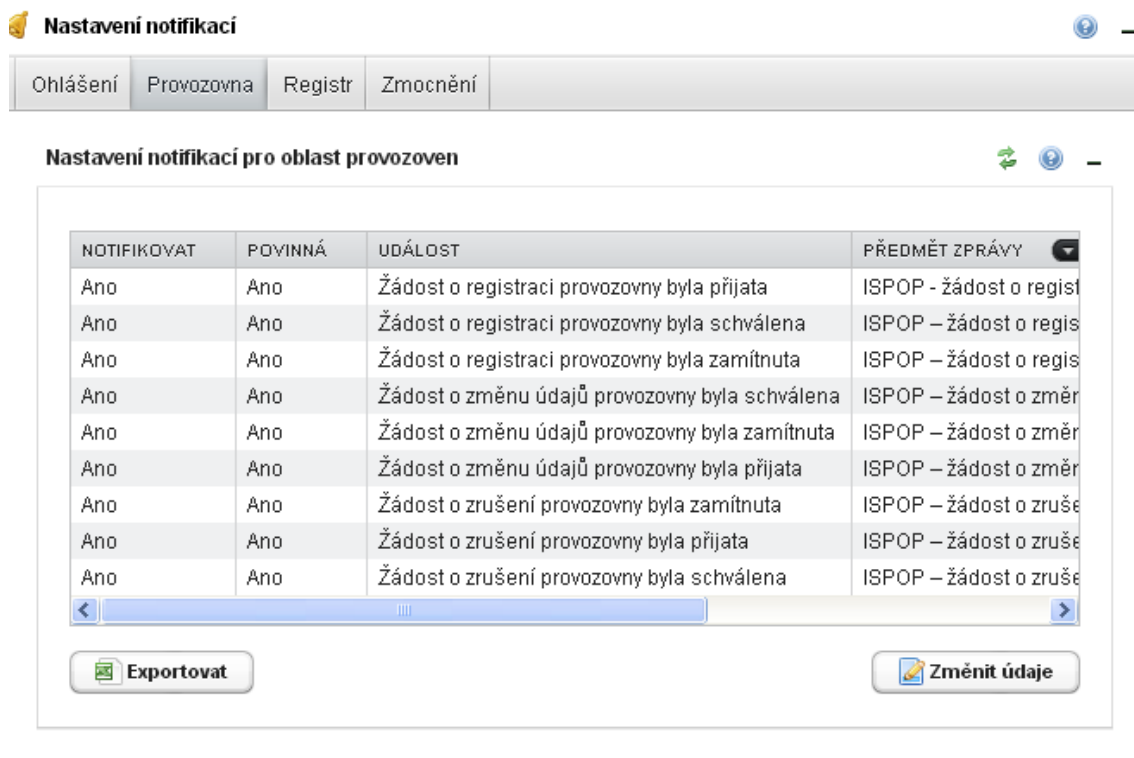 Nastavení notifikací
Ohlášení Provozovna Registr Zmocnění
Nastavení notifikací pro oblast provozoven
NOTIFIKOVAT POVINNÁ UDÁLOST PŘEDMĚT ZPRÁVY
Ano Ano Žádost o registraci provozovny byla přijata ISPOP - žádost o regist
Ano Ano Žádost o registraci provozovny byla schválena ISPOP – žádost o regis
Ano Ano Žádost o registraci provozovny byla zamítnuta ISPOP – žádost o regis
Ano Ano Žádost o změnu údajů provozovny byla schválena ISPOP – žádost o změn
Ano Ano Žádost o změnu údajů provozovny byla zamítnuta ISPOP – žádost o změn
Ano Ano Žádost o změnu údajů provozovny byla přijata ISPOP – žádost o změn
Ano Ano Žádost o zrušení provozovny byla zamítnuta ISPOP – žádost o zruše
Ano Ano Žádost o zrušení provozovny byla přijata ISPOP – žádost o zruše
Ano Ano Žádost o zrušení provozovny byla schválena ISPOP – žádost o zruše
Exportovat Změnit údaje